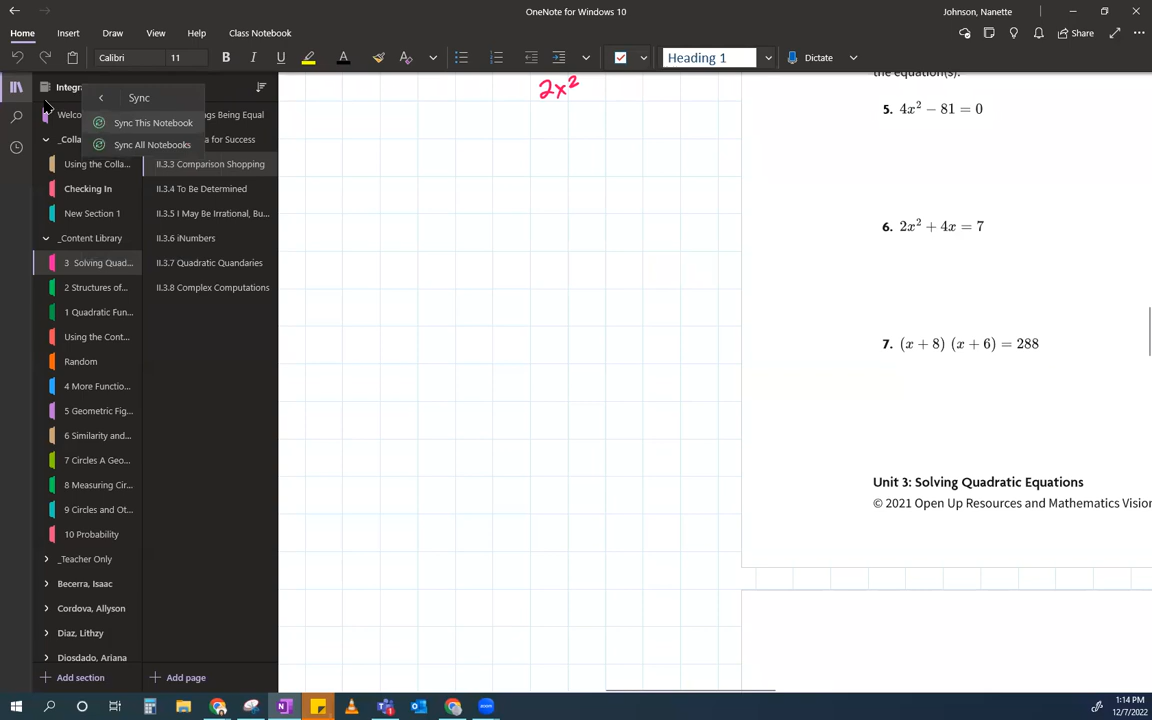 OneNote for Windows 10
Johnson, Nanette
Home Insert Draw View Help Class Notebook
Share
Calibri 11 B I U A Heading 1 Dictate
Integr
Sync
Sync This Notebook
Sync All Notebooks
Welco
_Colla
Using the Colla...
Checking In
New Section 1
_Content Library
3 Solving Quad...
2 Structures of...
1 Quadratic Fun...
Using the Cont...
Random
4 More Functio...
5 Geometric Fig...
6 Similarity and...
7 Circles A Geo...
8 Measuring Cir...
9 Circles and Ot...
10 Probability
_Teacher Only
Becerra, Isaac
Cordova, Allyson
Diaz, Lithzy
Diosdado, Ariana
Add section
ngs Being Equal
a for Success
II.3.3 Comparison Shopping
II.3.4 To Be Determined
II.3.5 I May Be Irrational, Bu...
II.3.6 iNumbers
II.3.7 Quadratic Quandaries
II.3.8 Complex Computations
Add page
2x²
the equation(s).
5. 4x² − 81 = 0
6. 2x² + 4x = 7
7. (x + 8) (x + 6) = 288
Unit 3: Solving Quadratic Equations
© 2021 Open Up Resources and Mathematics Vision
1:14 PM
12/7/2022